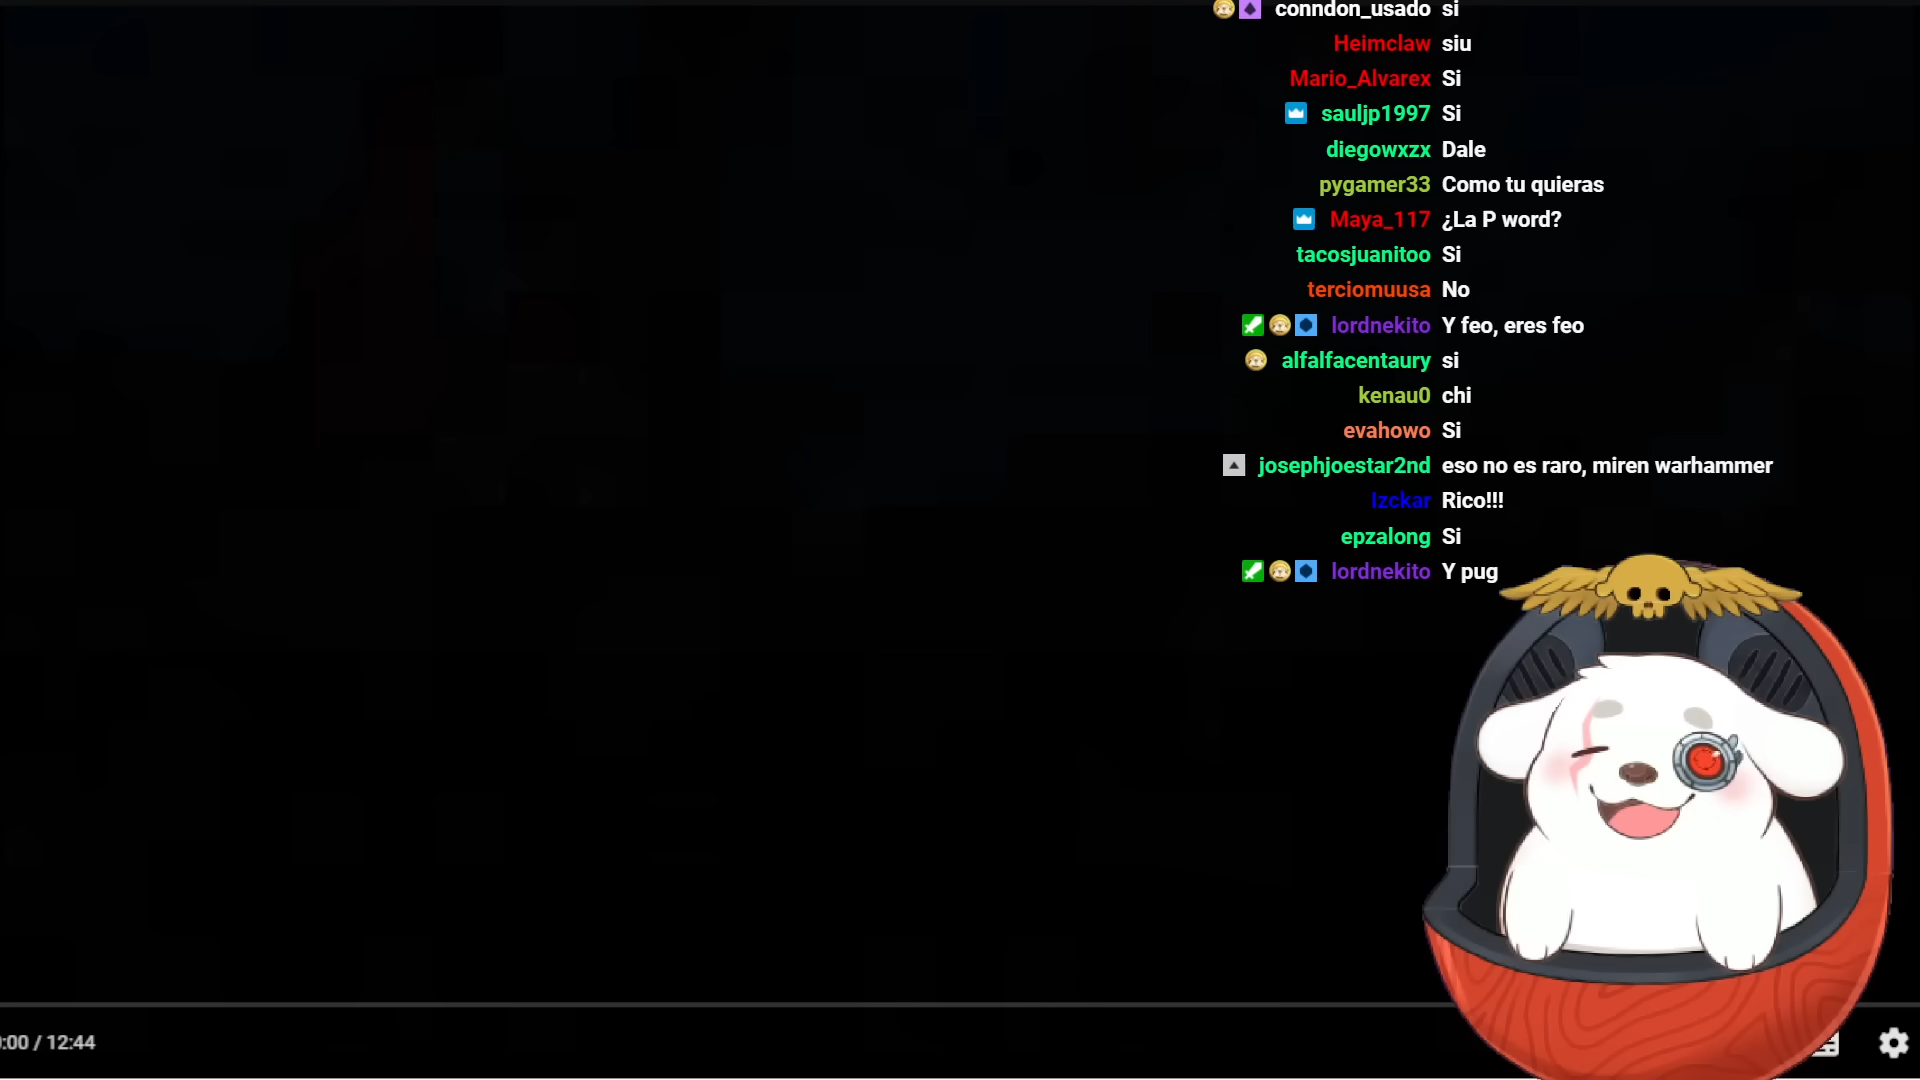 conndon_usado si
Heimclaw siu
Mario_Alvarex Si
sauljp1997 Si
diegowxzx Dale
pygamer33 Como tu quieras
Maya_117 ¿La P word?
tacosjuanitoo Si
terciomuusa No
lordnekito Y feo, eres feo
alfalfacentaury si
kenau0 chi
evahowo Si
josephjoestar2nd eso no es raro, miren warhammer
Izckar Rico!!!
epzalong Si
lordnekito Y pug
:00 / 12:44